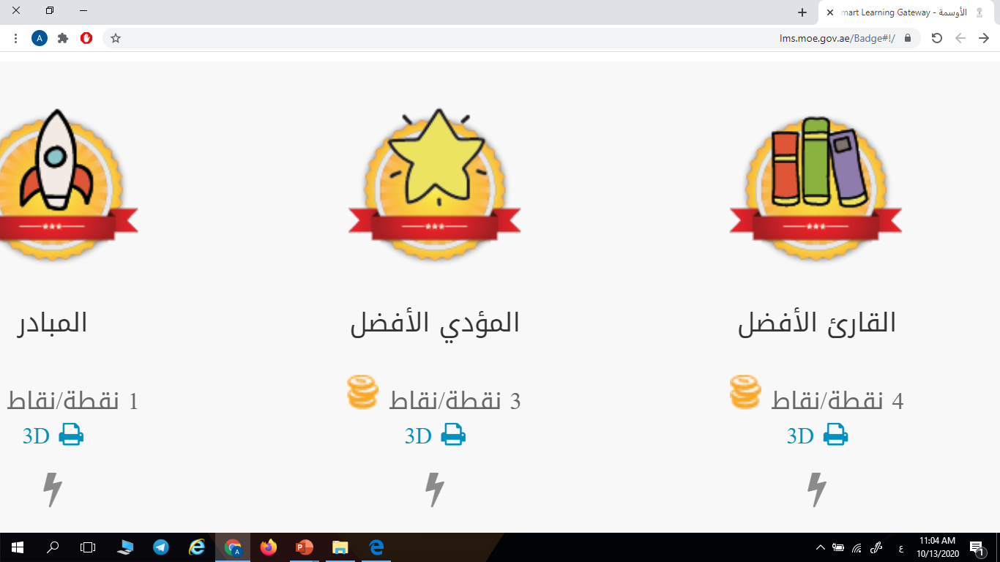 mart Learning Gateway - الأوسمة
lms.moe.gov.ae/Badge#!/
A
القارئ الأفضل
المؤدي الأفضل
المبادر
4 نقطة/نقاط
3 نقطة/نقاط
1 نقطة/نقاط
3D
3D
3D
11:04 AM
ع
10/13/2020
1